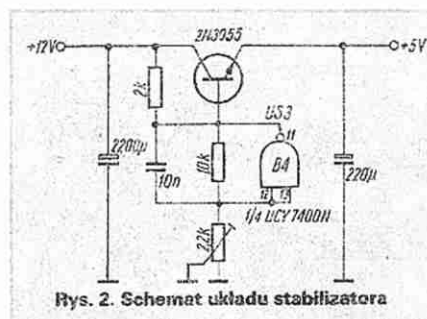 2N3055
+12V
+5V
2k
US3
11
2200µ
10n
10k
B4
220µ
12 13
1/4 UCY7400N
2,2k
Rys. 2. Schemat układu stabilizatora